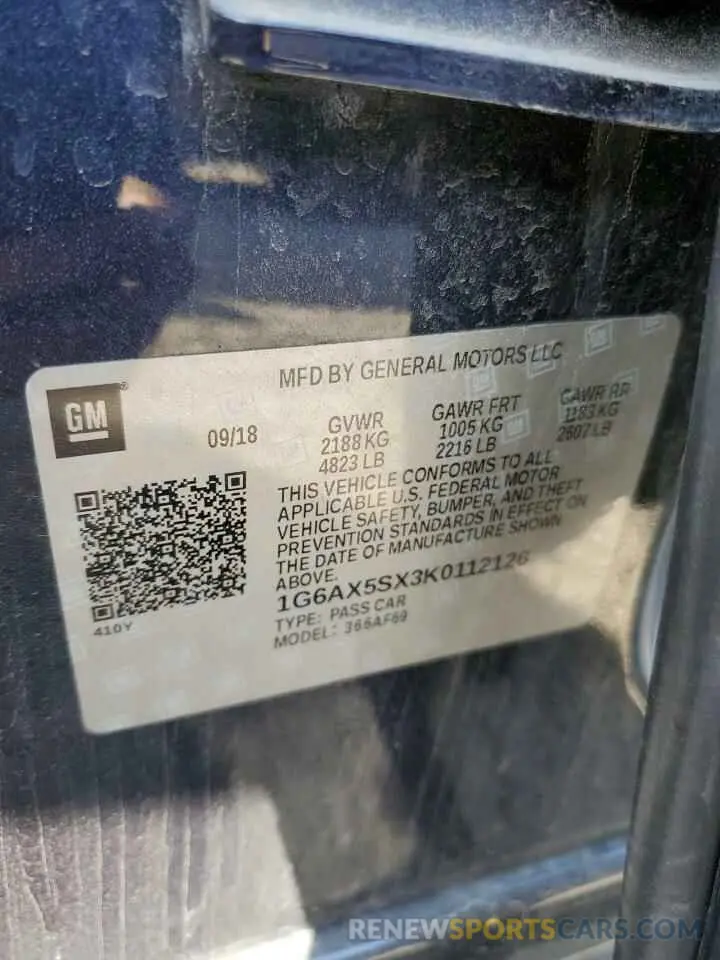 MFD BY GENERAL MOTORS LLC
GM
09/18
GVWR
2188 KG
4823 LB
GAWR FRT
1005 KG
2216 LB
GAWR RR
1183 KG
2607 LB
THIS VEHICLE CONFORMS TO ALL
APPLICABLE U.S. FEDERAL MOTOR
VEHICLE SAFETY, BUMPER, AND THEFT
PREVENTION STANDARDS IN EFFECT ON
THE DATE OF MANUFACTURE SHOWN
ABOVE.
1G6AX5SX3K0112126
TYPE: PASS CAR
MODEL: 366AF69
410Y
RENEWSPORTSCARS.COM